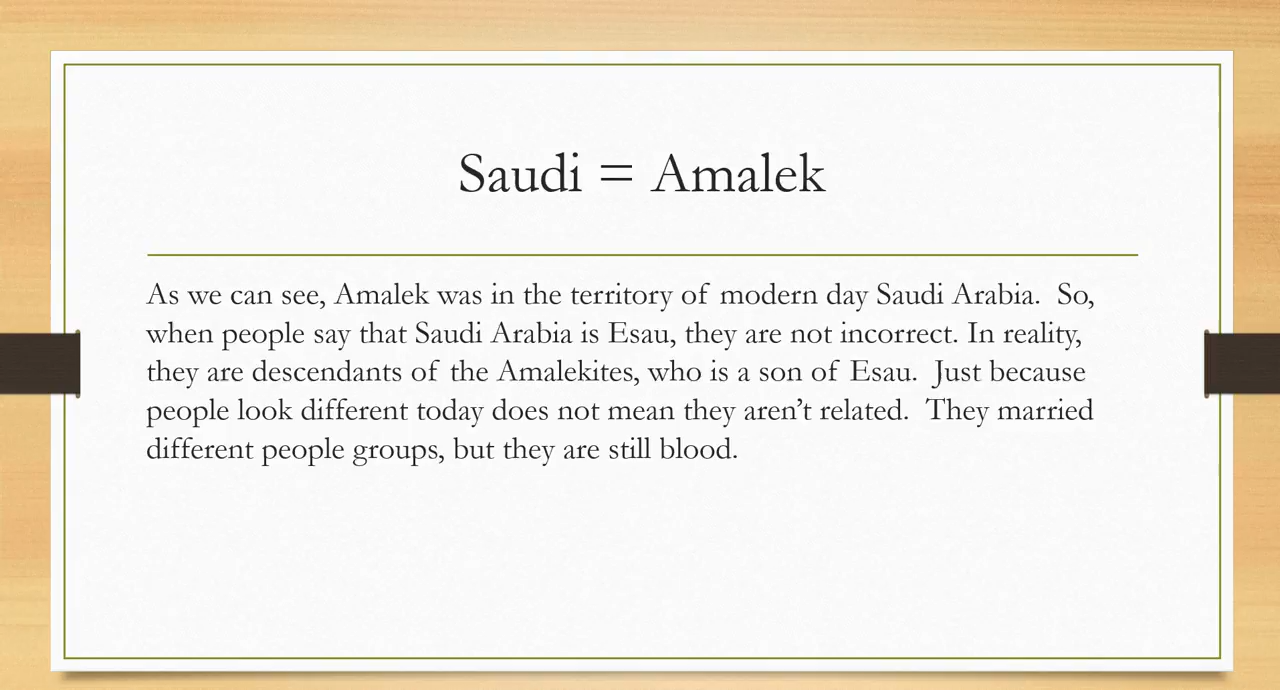 Saudi = Amalek
As we can see, Amalek was in the territory of modern day Saudi Arabia.  So,
when people say that Saudi Arabia is Esau, they are not incorrect. In reality,
they are descendants of the Amalekites, who is a son of Esau.  Just because
people look different today does not mean they aren’t related.  They married
different people groups, but they are still blood.